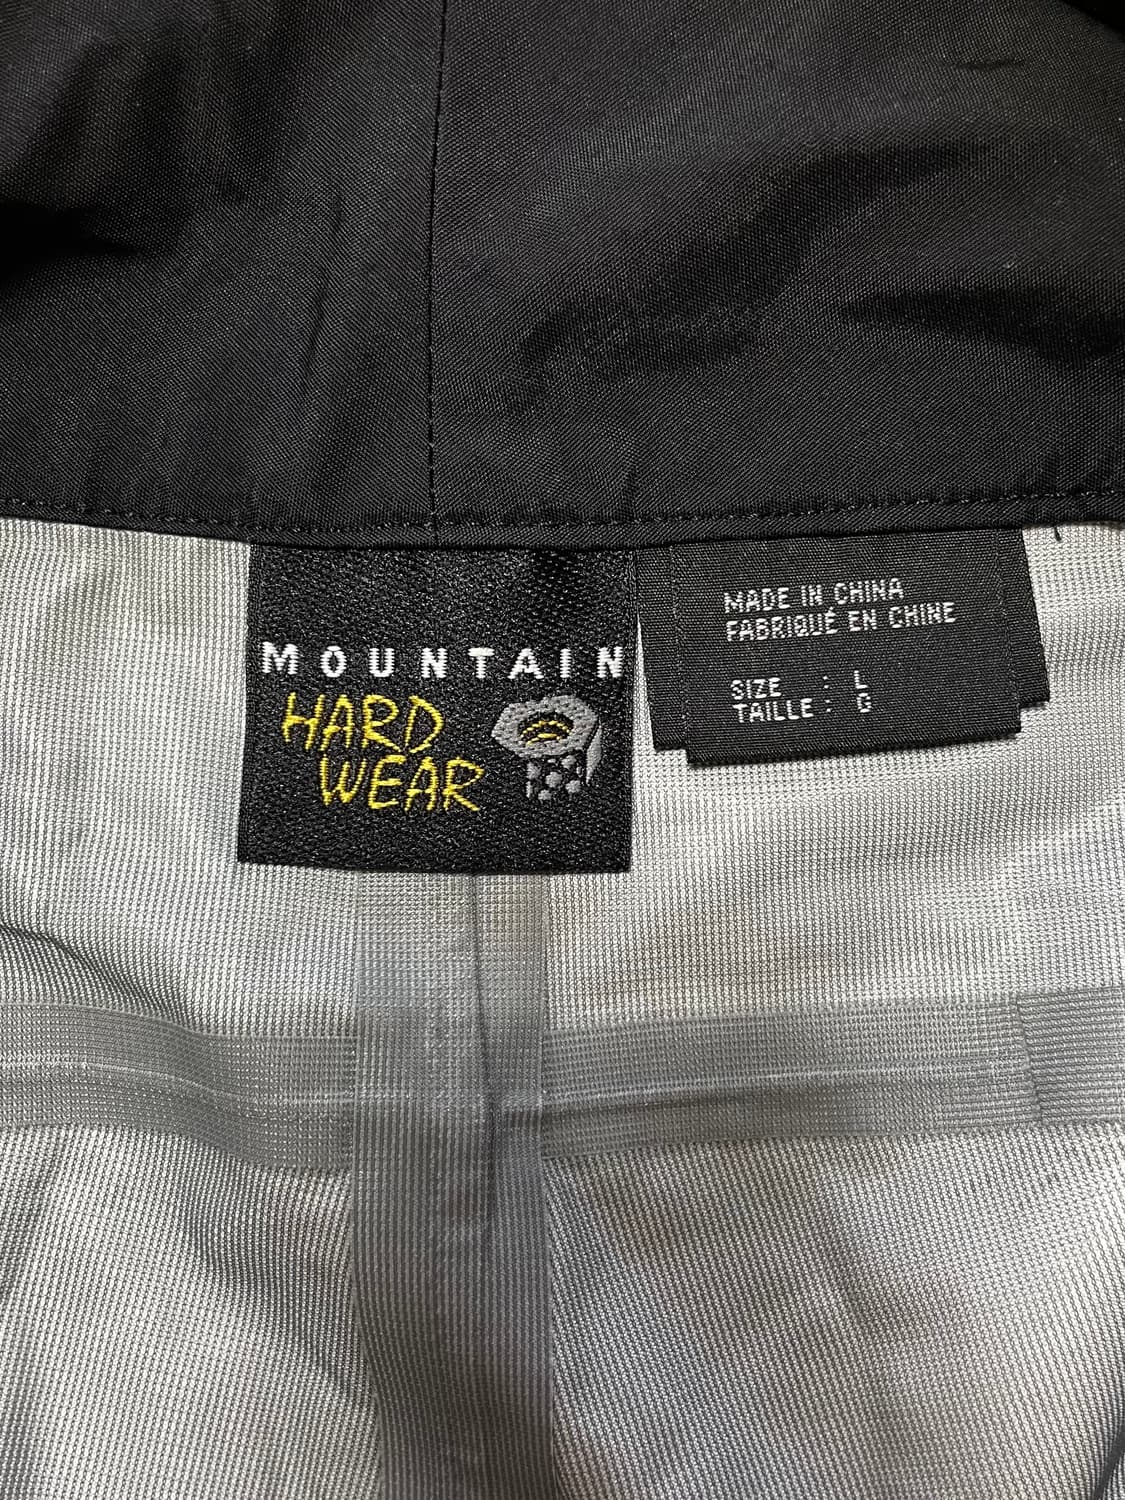 MOUNTAIN
HARD
WEAR
MADE IN CHINA
FABRIQUÉ EN CHINE
SIZE : L
TAILLE : G